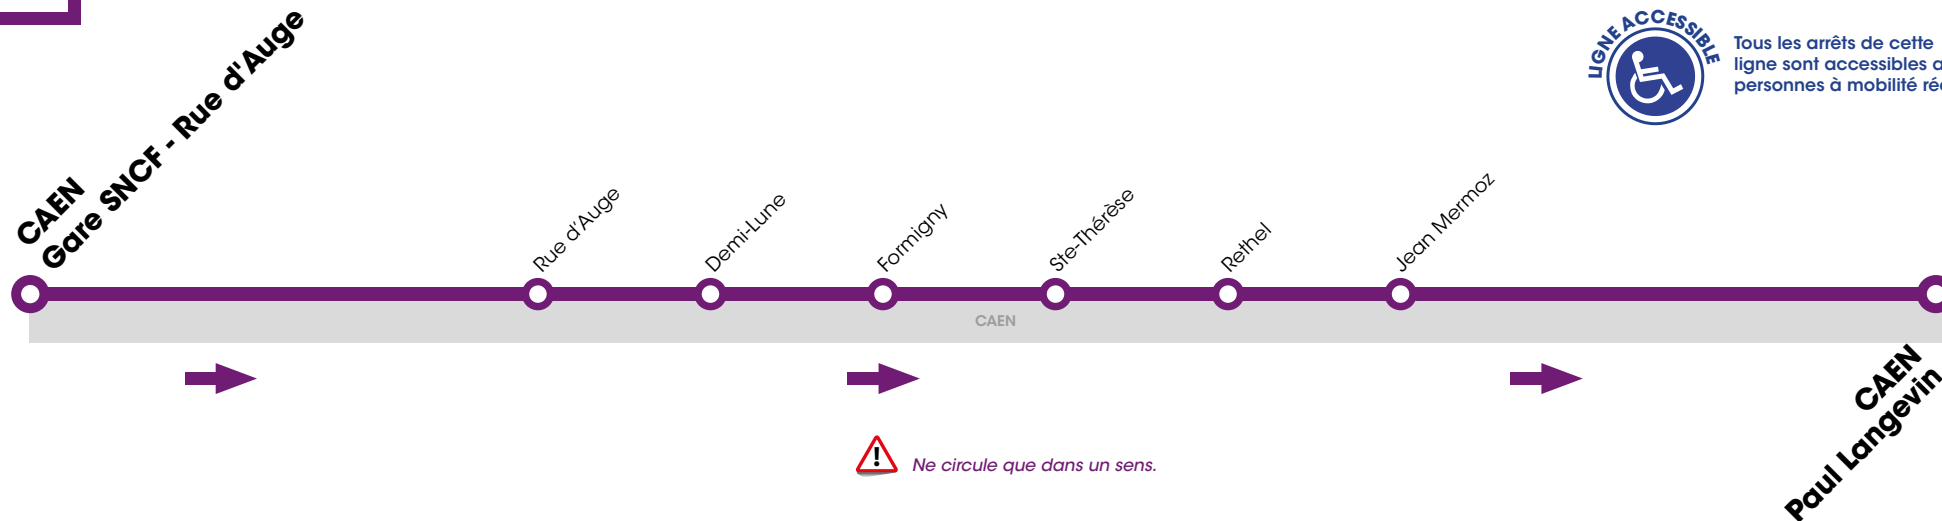 LIGNE ACCESSIBLE
Tous les arrêts de cette
ligne sont accessibles
personnes à mobilité
CAEN
Gare SNCF - Rue d'Auge
Rue d'Auge
Demi-Lune
Formigny
Ste-Thérèse
Rethel
Jean Mermoz
CAEN
CAEN
Paul Langevin
Ne circule que dans un sens.